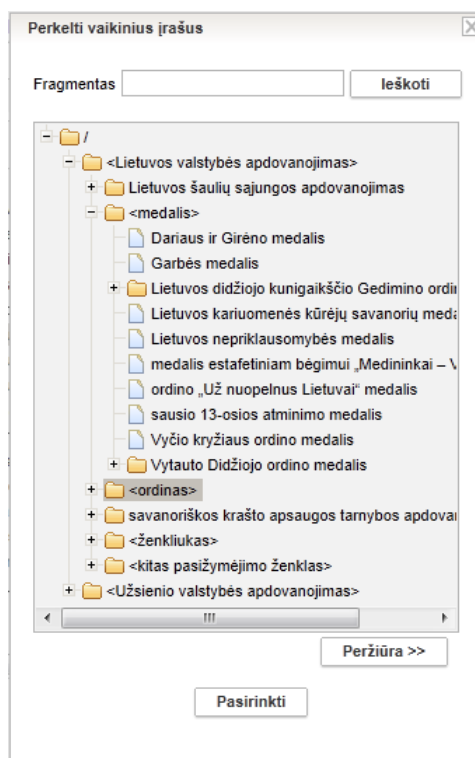 Perkelti vaikinius įrašus
Fragmentas
Ieškoti
/
<Lietuvos valstybės apdovanojimas>
Lietuvos šaulių sąjungos apdovanojimas
<medalis>
Dariaus ir Girėno medalis
Garbės medalis
Lietuvos didžiojo kunigaikščio Gedimino
Lietuvos kariuomenės kūrėjų savanorių
Lietuvos nepriklausomybės medalis
medalis estafetiniam bėgimui „Medininkai –
ordino „Už nuopelnus Lietuvai“ medalis
sausio 13-osios atminimo medalis
Vyčio kryžiaus ordino medalis
Vytauto Didžiojo ordino medalis
<ordinas>
savanoriškos krašto apsaugos tarnybos
<ženkliukas>
<kitas pasižymėjimo ženklas>
<Užsienio valstybės apdovanojimas>
Peržiūra >>
Pasirinkti